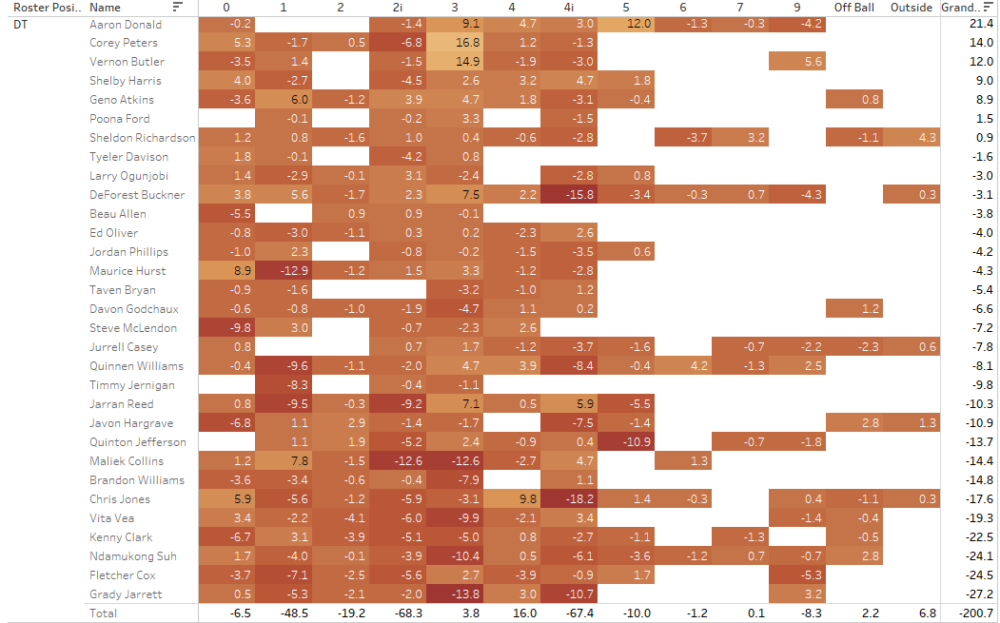 Roster Posi.. Name 0 1 2 2i 3 4 4i 5 6 7 9 Off Ball Outside Grand..
DT Aaron Donald -0.2 -1.4 9.1 4.7 3.0 12.0 -1.3 -0.3 -4.2 21.4
Corey Peters 5.3 -1.7 0.5 -6.8 16.8 1.2 -1.3 14.0
Vernon Butler -3.5 1.4 -1.5 14.9 -1.9 -3.0 5.6 12.0
Shelby Harris 4.0 -2.7 -4.5 2.6 3.2 4.7 1.8 9.0
Geno Atkins -3.6 6.0 -1.2 3.9 4.7 1.8 -3.1 -0.4 0.8 8.9
Poona Ford -0.1 -0.2 3.3 -1.5 1.5
Sheldon Richardson 1.2 0.8 -1.6 1.0 0.4 -0.6 -2.8 -3.7 3.2 -1.1 4.3 0.9
Tyeler Davison 1.8 -0.1 -4.2 0.8 -1.6
Larry Ogunjobi 1.4 -2.9 -0.1 3.1 -2.4 -2.8 0.8 -3.0
DeForest Buckner 3.8 5.6 -1.7 2.3 7.5 2.2 -15.8 -3.4 -0.3 0.7 -4.3 0.3 -3.1
Beau Allen -5.5 0.9 0.9 -0.1 -3.8
Ed Oliver -0.8 -3.0 -1.1 0.3 0.2 -2.3 2.6 -4.0
Jordan Phillips -1.0 2.3 -0.8 -0.2 -1.5 -3.5 0.6 -4.2
Maurice Hurst 8.9 -12.9 -1.2 1.5 3.3 -1.2 -2.8 -4.3
Taven Bryan -0.9 -1.6 -3.2 -1.0 1.2 -5.4
Davon Godchaux -0.6 -0.8 -1.0 -1.9 -4.7 1.1 0.2 1.2 -6.6
Steve McLendon -9.8 3.0 -0.7 -2.3 2.6 -7.2
Jurrell Casey 0.8 0.7 1.7 -1.2 -3.7 -1.6 -0.7 -2.2 -2.3 0.6 -7.8
Quinnen Williams -0.4 -9.6 -1.1 -2.0 4.7 3.9 -8.4 -0.4 4.2 -1.3 2.5 -8.1
Timmy Jernigan -8.3 -0.4 -1.1 -9.8
Jarran Reed 0.8 -9.5 -0.3 -9.2 7.1 0.5 5.9 -5.5 -10.3
Javon Hargrave -6.8 1.1 2.9 -1.4 -1.7 -7.5 -1.4 2.8 1.3 -10.9
Quinton Jefferson 1.1 1.9 -5.2 2.4 -0.9 0.4 -10.9 -0.7 -1.8 -13.7
Maliek Collins 1.2 7.8 -1.5 -12.6 -12.6 -2.7 4.7 1.3 -14.4
Brandon Williams -3.6 -3.4 -0.6 -0.4 -7.9 1.1 -14.8
Chris Jones 5.9 -5.6 -1.2 -5.9 -3.1 9.8 -18.2 1.4 -0.3 0.4 -1.1 0.3 -17.6
Vita Vea 3.4 -2.2 -4.1 -6.0 -9.9 -2.1 3.4 -1.4 -0.4 -19.3
Kenny Clark -6.7 3.1 -3.9 -5.1 -5.0 0.8 -2.7 -1.1 -1.3 -0.5 -22.5
Ndamukong Suh 1.7 -4.0 -0.1 -3.9 -10.4 0.5 -6.1 -3.6 -1.2 0.7 -0.7 2.8 -24.1
Fletcher Cox -3.7 -7.1 -2.5 -5.6 2.7 -3.9 -0.9 1.7 -5.3 -24.5
Grady Jarrett 0.5 -5.3 -2.1 -2.0 -13.8 3.0 -10.7 3.2 -27.2
Total -6.5 -48.5 -19.2 -68.3 3.8 16.0 -67.4 -10.0 -1.2 0.1 -8.3 2.2 6.8 -200.7